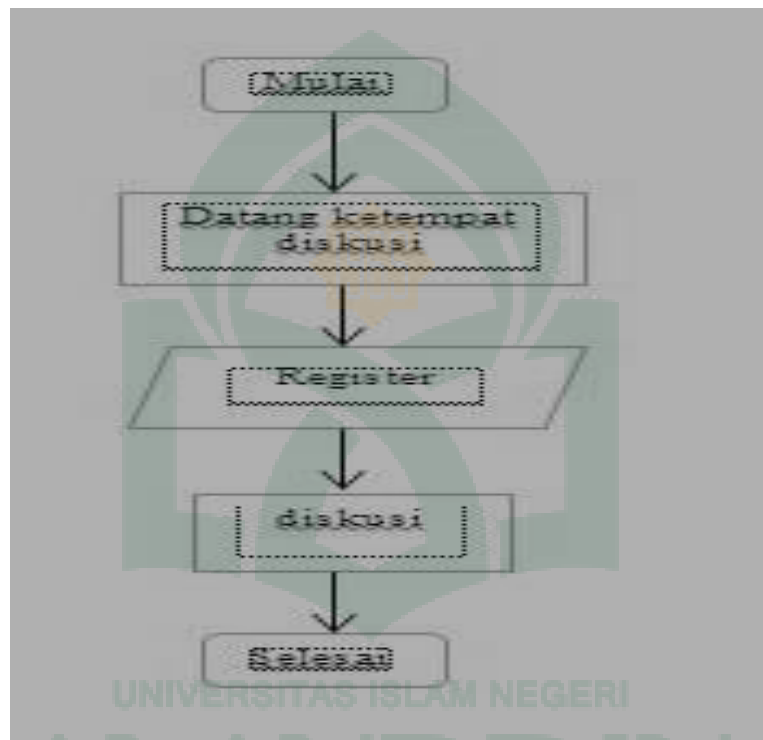 Mulai
Datang ketempat
diskusi
Register
diskusi
Selesai
UNIVERSITAS ISLAM NEGERI